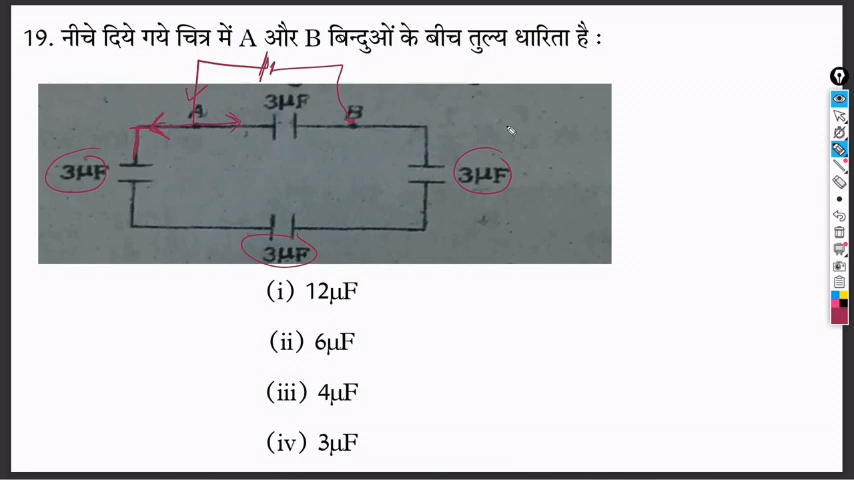 19. नीचे दिये गये चित्र में A और B बिन्दुओं के बीच तुल्य धारिता है :
3μF
A
B
3μF
3μF
3μF
(i) 12μF
(ii) 6μF
(iii) 4μF
(iv) 3μF